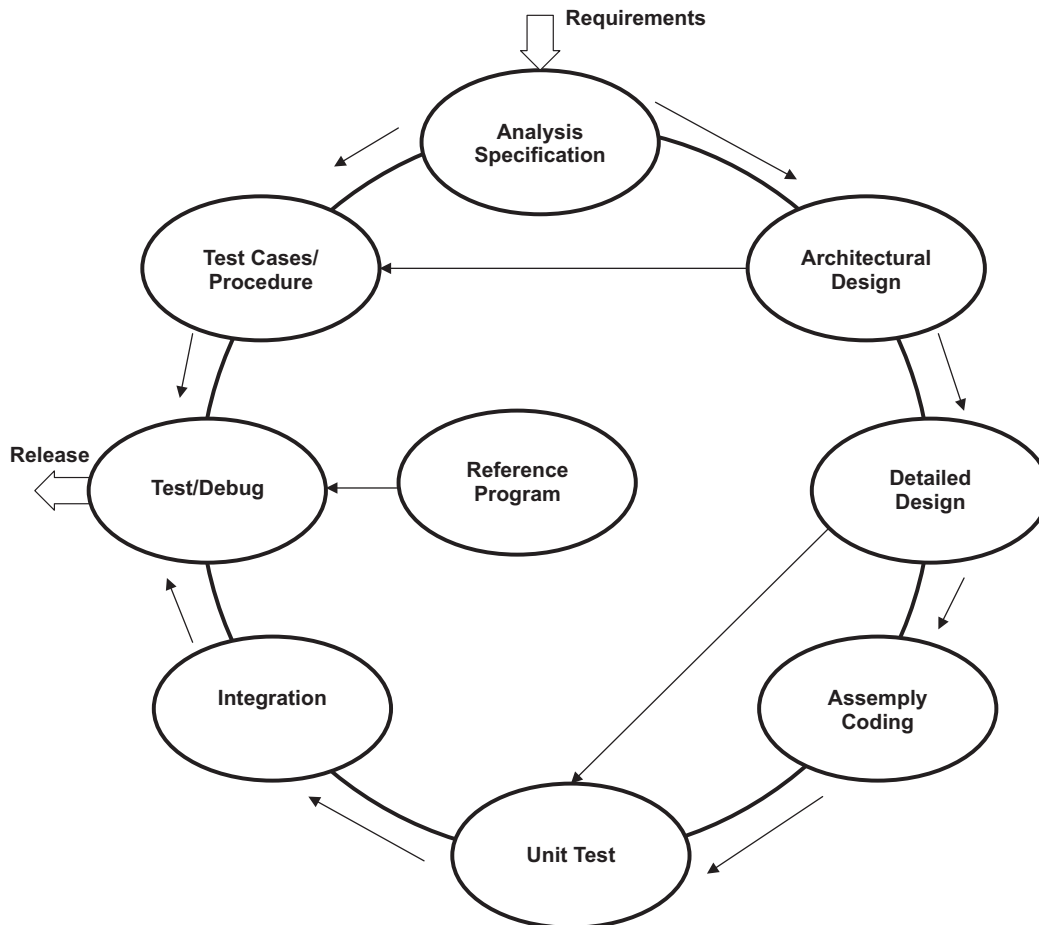 Requirements
Analysis
Specification
Test Cases/
Procedure
Architectural
Design
Release
Test/Debug
Reference
Program
Detailed
Design
Integration
Assemply
Coding
Unit Test